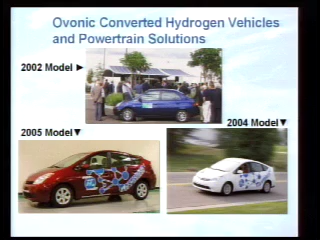 Ovonic Converted Hydrogen Vehicles
and Powertrain Solutions
2002 Model ►
2004 Model▼
2005 Model▼